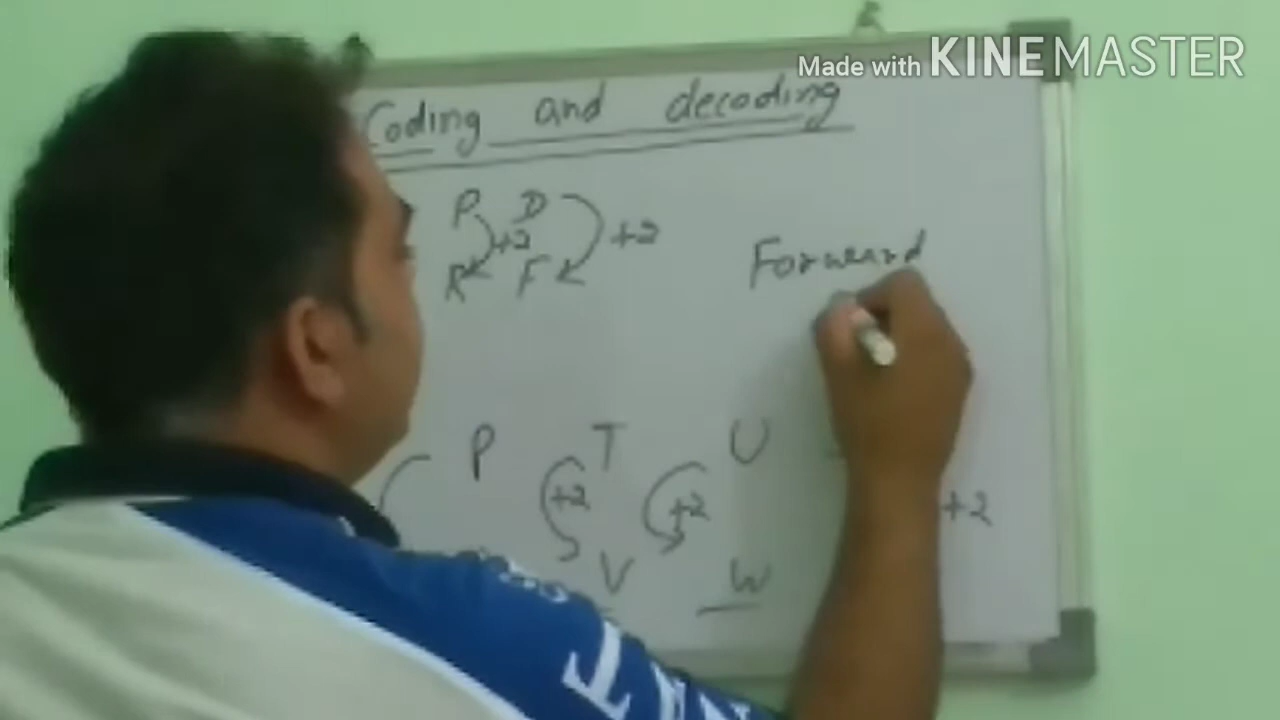 Made with KINEMASTER
Coding and decoding
P D
+2 +2
R F
Forward
P T U
+2 +2 +2
V W